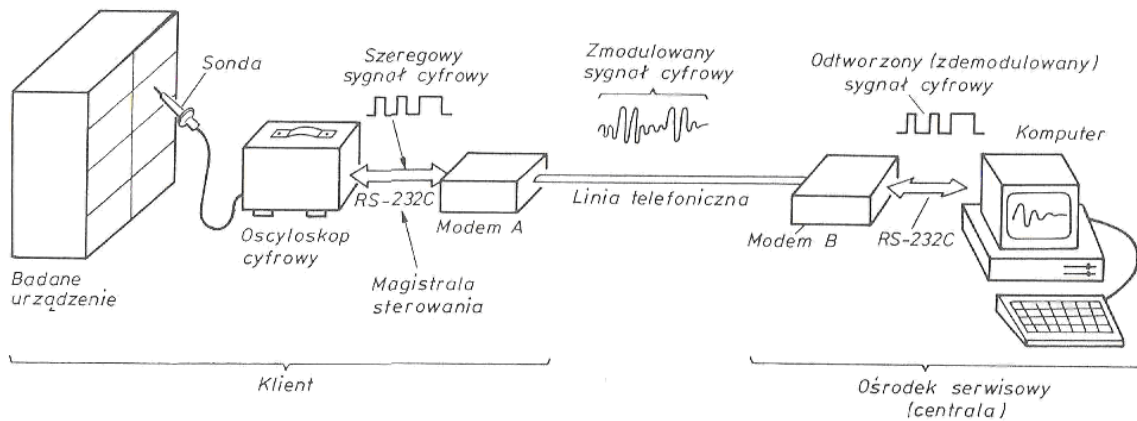 Sonda
Szeregowy
sygnał cyfrowy
Zmodulowany
sygnał cyfrowy
Odtworzony (zdemodulowany)
sygnał cyfrowy
Komputer
RS-232C
Modem A
Linia telefoniczna
Modem B
RS-232C
Oscyloskop
cyfrowy
Badane
urządzenie
Magistrala
sterowania
Klient
Ośrodek serwisowy
(centrala)